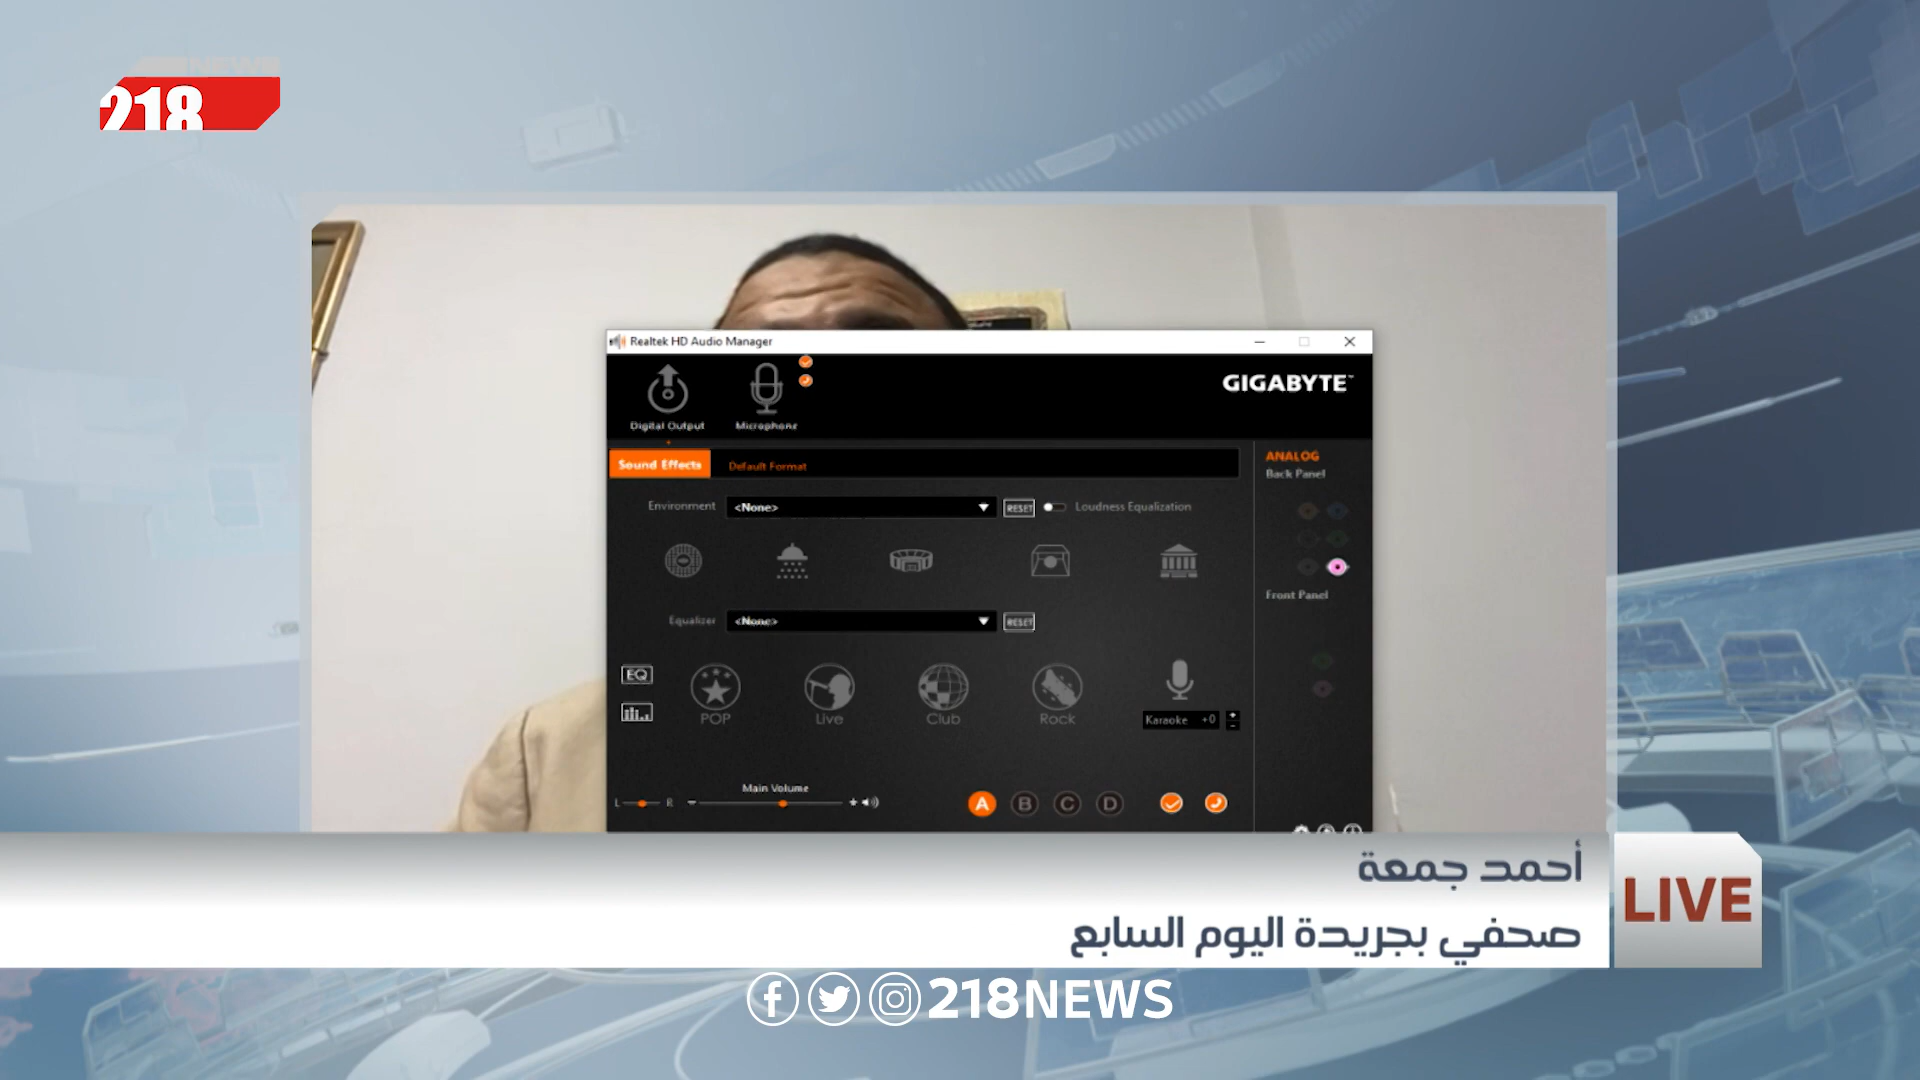 NEWS
218
Realtek HD Audio Manager
GIGABYTE™
Digital Output
Microphone
Sound Effects
Default Format
ANALOG
Back Panel
Environment
<None>
RESET
Loudness Equalization
Front Panel
Equalizer
<None>
RESET
EQ
POP
Live
Club
Rock
Karaoke +0
Main Volume
L
R
A
B
C
D
أحمد جمعة
صحفي بجريدة اليوم السابع
LIVE
218NEWS